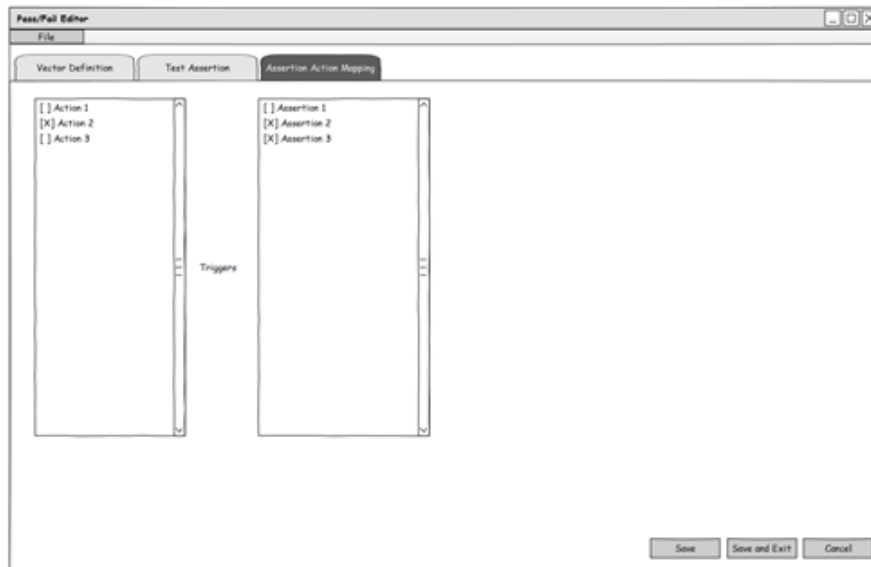 Pass/Fail Editor
File
Vector Definition
Test Assertion
Assertion Action Mapping
[ ] Action 1
[X] Action 2
[ ] Action 3
Triggers
[ ] Assertion 1
[X] Assertion 2
[X] Assertion 3
Save
Save and Exit
Cancel